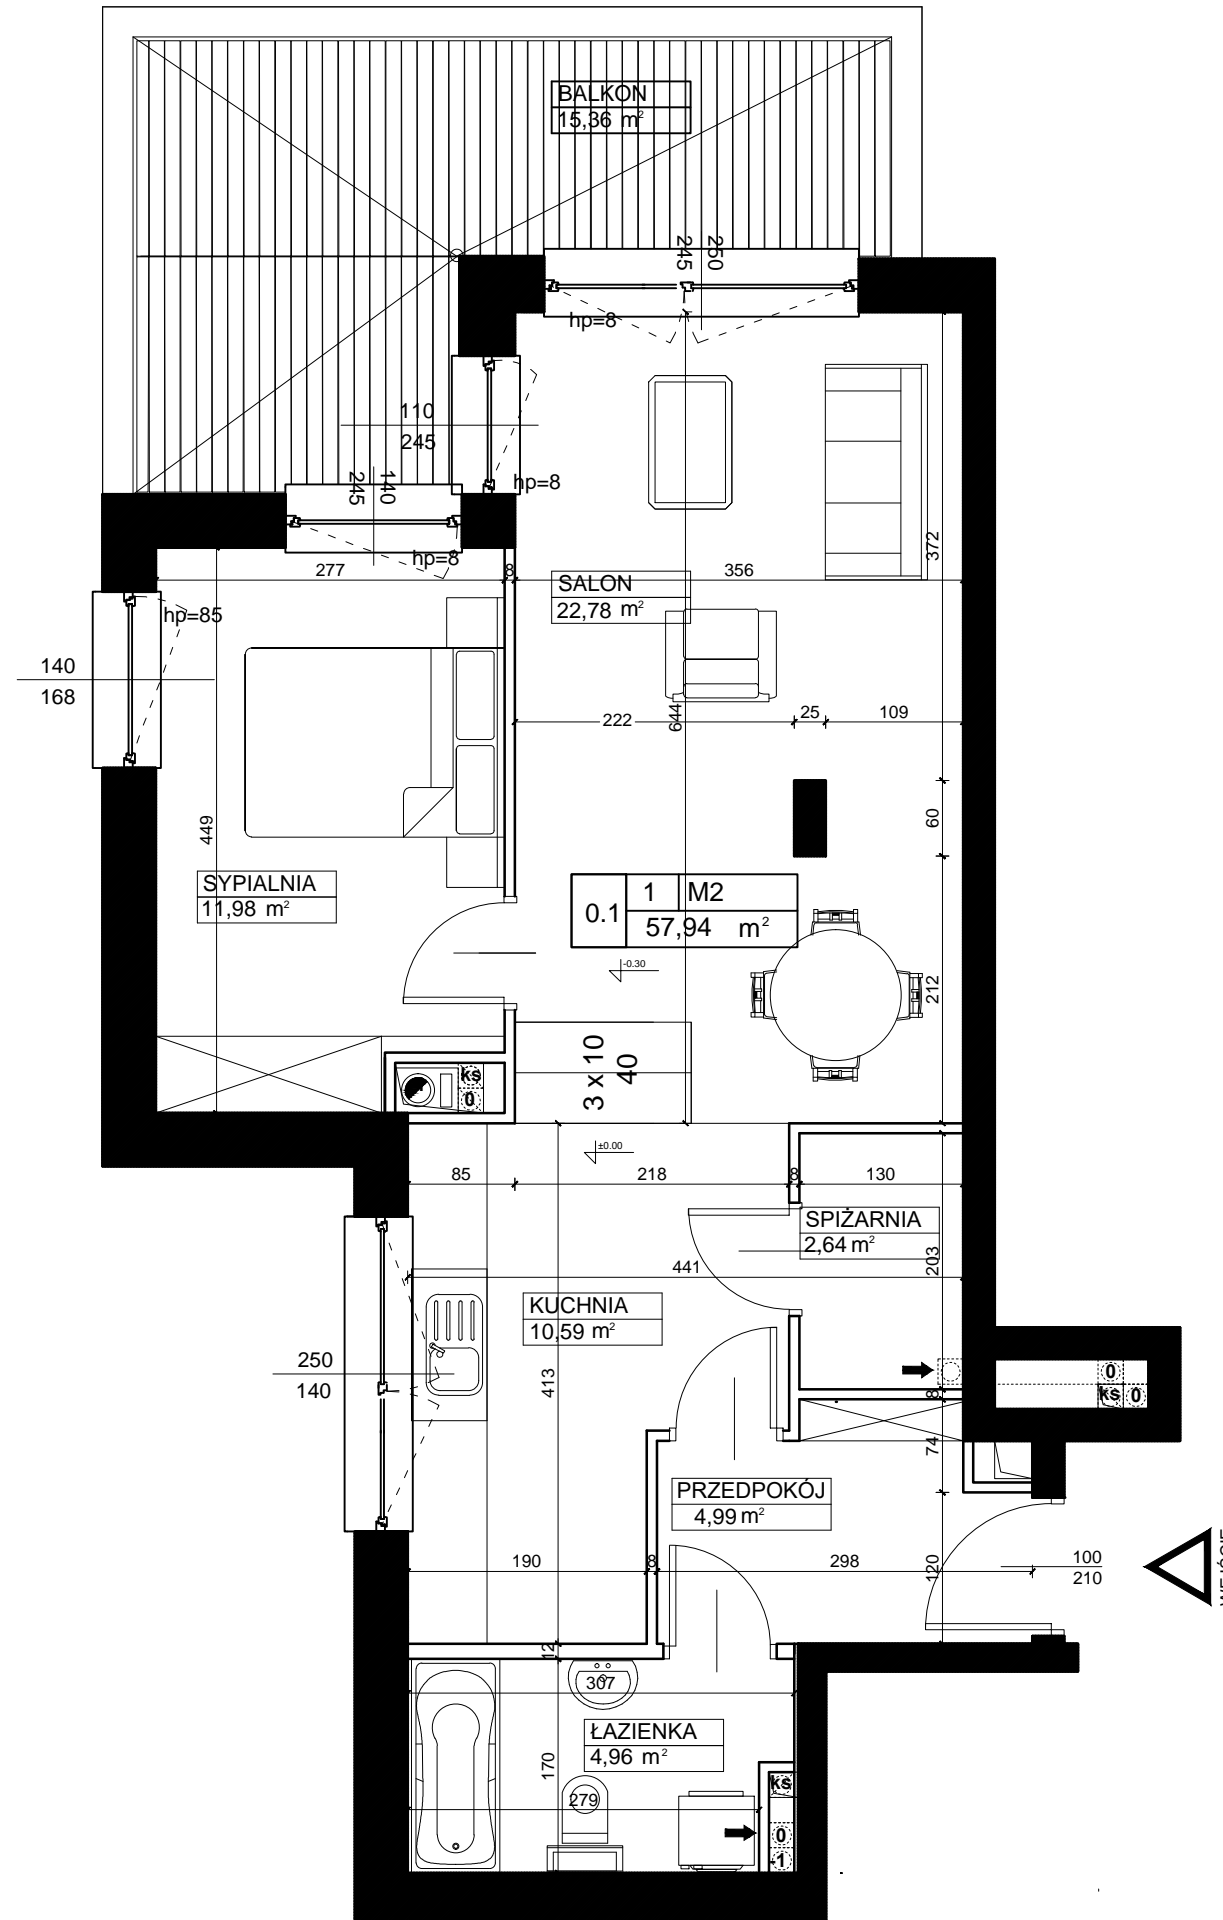 BALKON
15,36 m²
245
250
hp=8
110
245
hp=8
245
140
hp=8
277
8
356
372
SALON
22,78 m²
hp=85
140
168
222
25
109
644
60
449
SYPIALNIA
11,98 m²
0.1
1
M2
57,94 m²
-0.30
212
3 x 10
40
ks
0
±0.00
85
218
8
130
SPIŻARNIA
2,64 m²
203
441
KUCHNIA
10,59 m²
250
140
413
0
ks
0
8
74
PRZEDPOKÓJ
4,99 m²
190
8
298
120
100
210
WEJŚCIE
12
307
ŁAZIENKA
4,96 m²
170
279
ks
0
-1